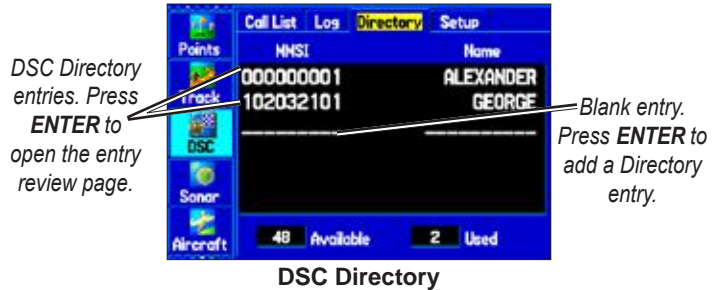 Call List Log Directory Setup
Points
MMSI Name
000000001 ALEXANDER
Track
102032101 GEORGE
__________ __________
DSC
Sonar
Aircraft
48 Available 2 Used
DSC Directory
entries. Press
ENTER to
open the entry
review page.
Blank entry.
Press ENTER to
add a Directory
entry.
DSC Directory